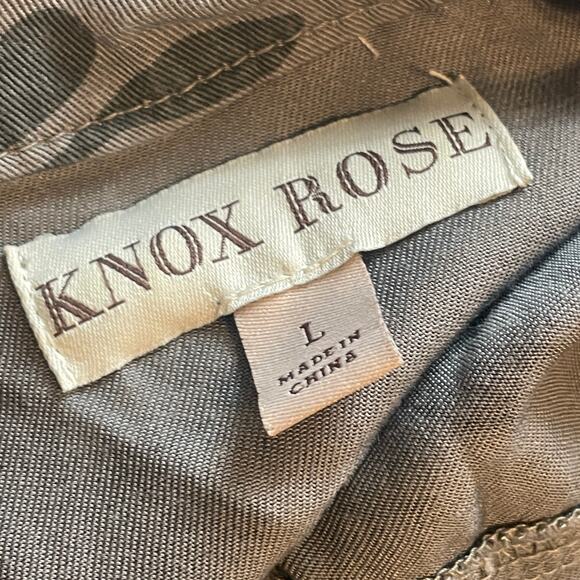 KNOX ROSE
L
MADE IN
CHINA